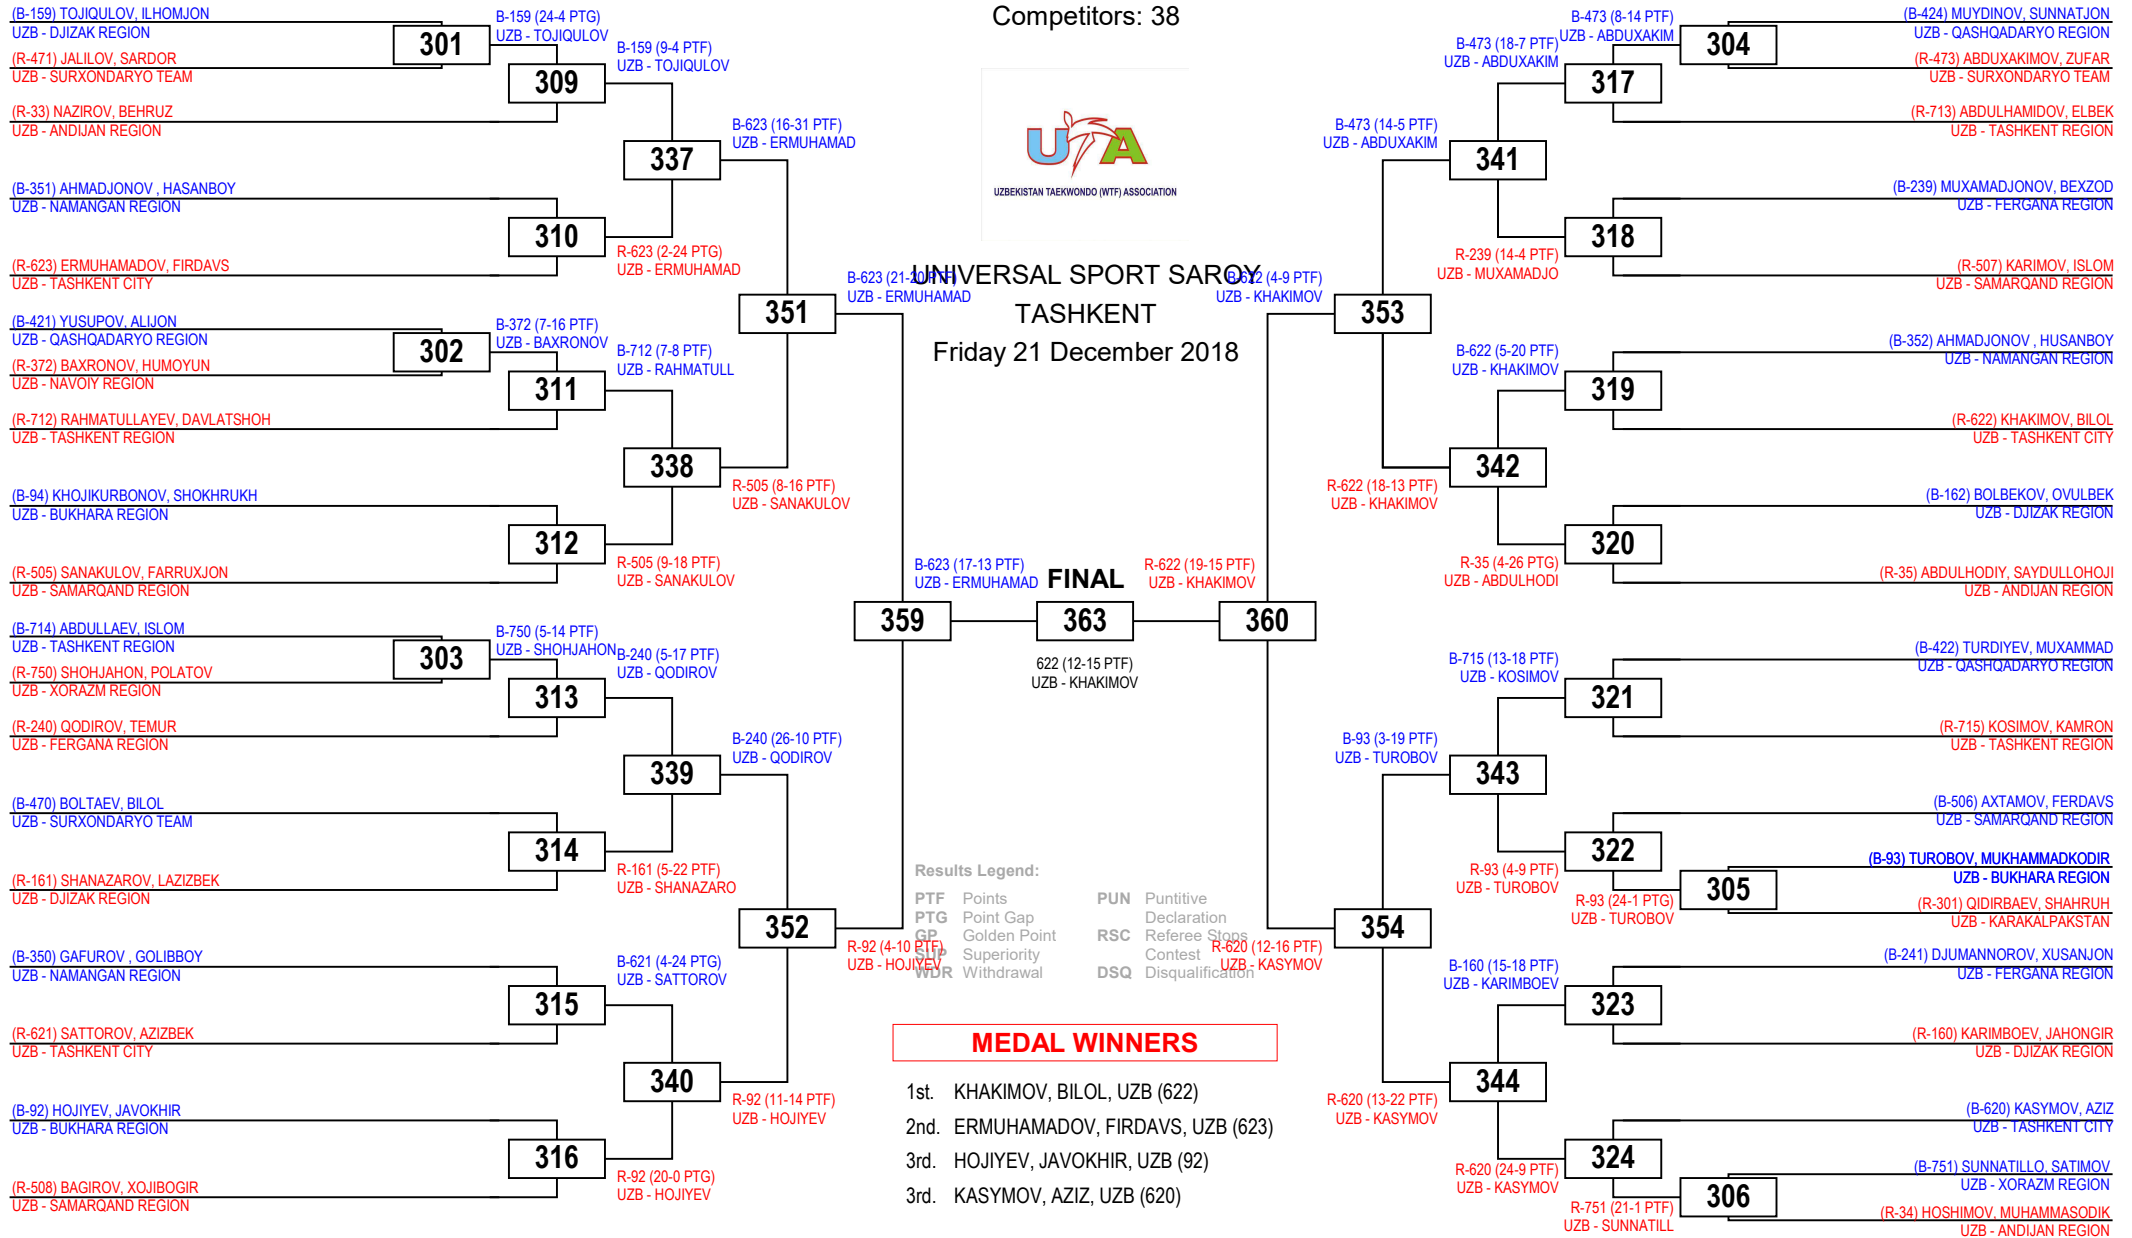 Competitors: 38
UTA
UZBEKISTAN TAEKWONDO (WTF) ASSOCIATION
UNIVERSAL SPORT SAROY
TASHKENT
Friday 21 December 2018
(B-159) TOJIQULOV, ILHOMJON
UZB - DJIZAK REGION
(R-471) JALILOV, SARDOR
UZB - SURXONDARYO TEAM
301
B-159 (24-4 PTG)
UZB - TOJIQULOV
(R-33) NAZIROV, BEHRUZ
UZB - ANDIJAN REGION
309
B-159 (9-4 PTF)
UZB - TOJIQULOV
337
B-623 (16-31 PTF)
UZB - ERMUHAMAD
(B-351) AHMADJONOV , HASANBOY
UZB - NAMANGAN REGION
310
(R-623) ERMUHAMADOV, FIRDAVS
UZB - TASHKENT CITY
R-623 (2-24 PTG)
UZB - ERMUHAMAD
351
B-623 (21-20 PTF)
UZB - ERMUHAMAD
(B-421) YUSUPOV, ALIJON
UZB - QASHQADARYO REGION
302
(R-372) BAXRONOV, HUMOYUN
UZB - NAVOIY REGION
B-372 (7-16 PTF)
UZB - BAXRONOV
311
B-712 (7-8 PTF)
UZB - RAHMATULL
(R-712) RAHMATULLAYEV, DAVLATSHOH
UZB - TASHKENT REGION
338
R-505 (8-16 PTF)
UZB - SANAKULOV
(B-94) KHOJIKURBONOV, SHOKHRUKH
UZB - BUKHARA REGION
312
(R-505) SANAKULOV, FARRUXJON
UZB - SAMARQAND REGION
R-505 (9-18 PTF)
UZB - SANAKULOV
359
B-623 (17-13 PTF)
UZB - ERMUHAMAD
(B-714) ABDULLAEV, ISLOM
UZB - TASHKENT REGION
303
(R-750) SHOHJAHON, POLATOV
UZB - XORAZM REGION
B-750 (5-14 PTF)
UZB - SHOHJAHON
313
B-240 (5-17 PTF)
UZB - QODIROV
(R-240) QODIROV, TEMUR
UZB - FERGANA REGION
339
B-240 (26-10 PTF)
UZB - QODIROV
(B-470) BOLTAEV, BILOL
UZB - SURXONDARYO TEAM
314
(R-161) SHANAZAROV, LAZIZBEK
UZB - DJIZAK REGION
R-161 (5-22 PTF)
UZB - SHANAZARO
352
R-92 (4-10 PTF)
UZB - HOJIYEV
(B-350) GAFUROV , GOLIBBOY
UZB - NAMANGAN REGION
315
(R-621) SATTOROV, AZIZBEK
UZB - TASHKENT CITY
B-621 (4-24 PTG)
UZB - SATTOROV
340
R-92 (11-14 PTF)
UZB - HOJIYEV
(B-92) HOJIYEV, JAVOKHIR
UZB - BUKHARA REGION
316
(R-508) BAGIROV, XOJIBOGIR
UZB - SAMARQAND REGION
R-92 (20-0 PTG)
UZB - HOJIYEV
FINAL
363
622 (12-15 PTF)
UZB - KHAKIMOV
(B-424) MUYDINOV, SUNNATJON
UZB - QASHQADARYO REGION
304
(R-473) ABDUXAKIMOV, ZUFAR
UZB - SURXONDARYO TEAM
B-473 (8-14 PTF)
UZB - ABDUXAKIM
317
B-473 (18-7 PTF)
UZB - ABDUXAKIM
(R-713) ABDULHAMIDOV, ELBEK
UZB - TASHKENT REGION
341
B-473 (14-5 PTF)
UZB - ABDUXAKIM
(B-239) MUXAMADJONOV, BEXZOD
UZB - FERGANA REGION
318
(R-507) KARIMOV, ISLOM
UZB - SAMARQAND REGION
R-239 (14-4 PTF)
UZB - MUXAMADJO
353
B-622 (4-9 PTF)
UZB - KHAKIMOV
(B-352) AHMADJONOV , HUSANBOY
UZB - NAMANGAN REGION
319
(R-622) KHAKIMOV, BILOL
UZB - TASHKENT CITY
B-622 (5-20 PTF)
UZB - KHAKIMOV
342
R-622 (18-13 PTF)
UZB - KHAKIMOV
(B-162) BOLBEKOV, OVULBEK
UZB - DJIZAK REGION
320
(R-35) ABDULHODIY, SAYDULLOHOJI
UZB - ANDIJAN REGION
R-35 (4-26 PTG)
UZB - ABDULHODI
360
R-622 (19-15 PTF)
UZB - KHAKIMOV
(B-422) TURDIYEV, MUXAMMAD
UZB - QASHQADARYO REGION
321
(R-715) KOSIMOV, KAMRON
UZB - TASHKENT REGION
B-715 (13-18 PTF)
UZB - KOSIMOV
343
B-93 (3-19 PTF)
UZB - TUROBOV
(B-506) AXTAMOV, FERDAVS
UZB - SAMARQAND REGION
322
R-93 (4-9 PTF)
UZB - TUROBOV
(B-93) TUROBOV, MUKHAMMADKODIR
UZB - BUKHARA REGION
305
(R-301) QIDIRBAEV, SHAHRUH
UZB - KARAKALPAKSTAN
R-93 (24-1 PTG)
UZB - TUROBOV
354
R-620 (12-16 PTF)
UZB - KASYMOV
(B-241) DJUMANNOROV, XUSANJON
UZB - FERGANA REGION
323
(R-160) KARIMBOEV, JAHONGIR
UZB - DJIZAK REGION
B-160 (15-18 PTF)
UZB - KARIMBOEV
344
R-620 (13-22 PTF)
UZB - KASYMOV
(B-620) KASYMOV, AZIZ
UZB - TASHKENT CITY
324
R-620 (24-9 PTF)
UZB - KASYMOV
(B-751) SUNNATILLO, SATIMOV
UZB - XORAZM REGION
306
(R-34) HOSHIMOV, MUHAMMASODIK
UZB - ANDIJAN REGION
R-751 (21-1 PTF)
UZB - SUNNATILL
Results Legend:
PTF Points
PTG Point Gap
GP Golden Point
SUP Superiority
WDR Withdrawal
PUN Puntitive
Declaration
RSC Referee Stops
Contest
DSQ Disqualification
MEDAL WINNERS
1st. KHAKIMOV, BILOL, UZB (622)
2nd. ERMUHAMADOV, FIRDAVS, UZB (623)
3rd. HOJIYEV, JAVOKHIR, UZB (92)
3rd. KASYMOV, AZIZ, UZB (620)